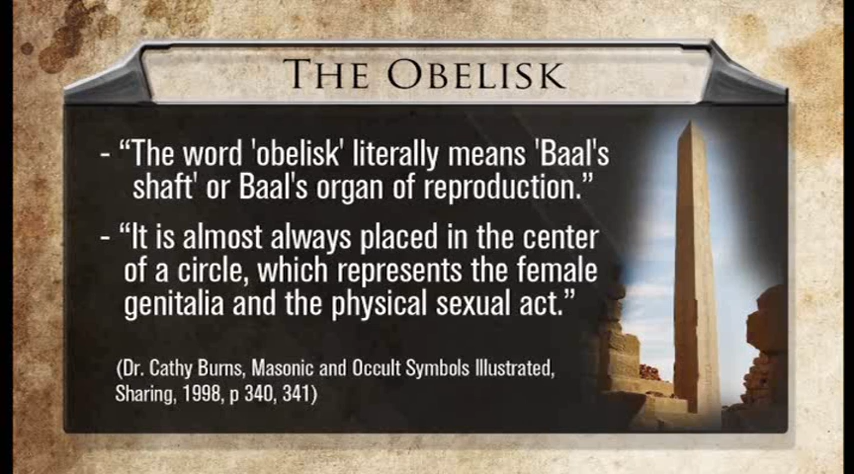 THE OBELISK
- “The word 'obelisk' literally means 'Baal's
shaft' or Baal's organ of reproduction.”
- “It is almost always placed in the center
of a circle, which represents the female
genitalia and the physical sexual act.”
(Dr. Cathy Burns, Masonic and Occult Symbols Illustrated,
Sharing, 1998, p 340, 341)